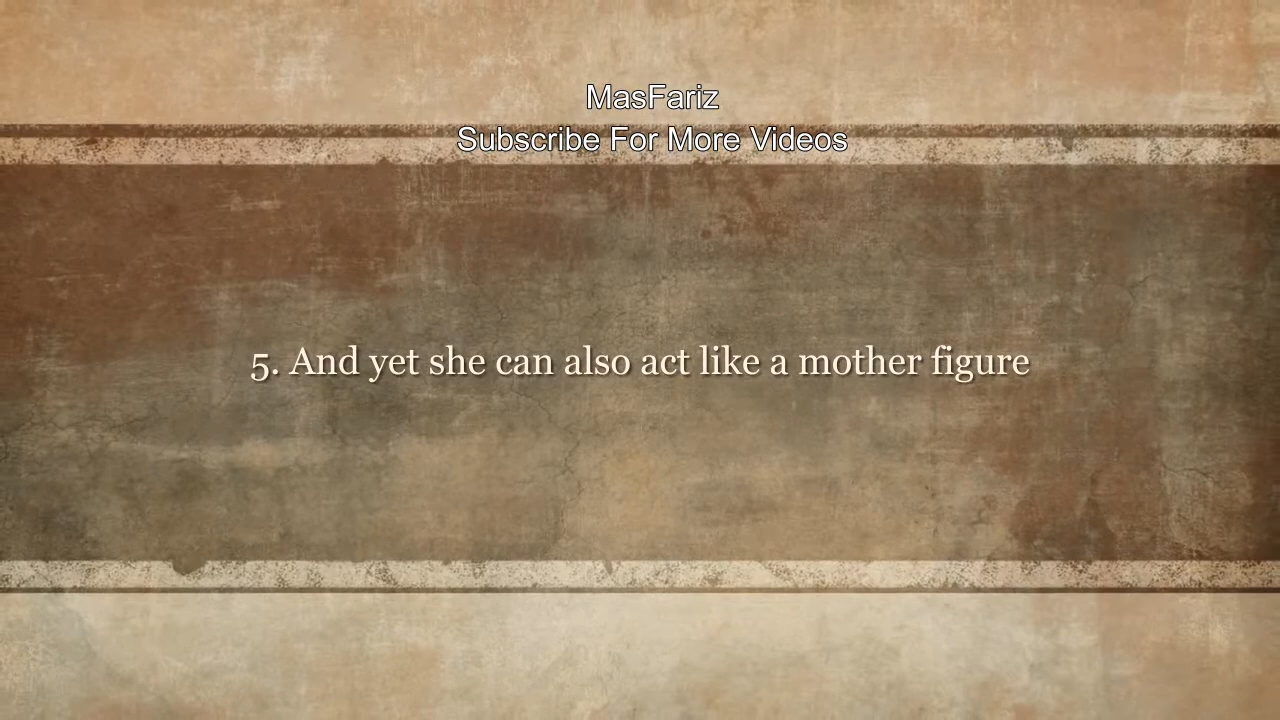 MasFariz
Subscribe For More Videos
5. And yet she can also act like a mother figure